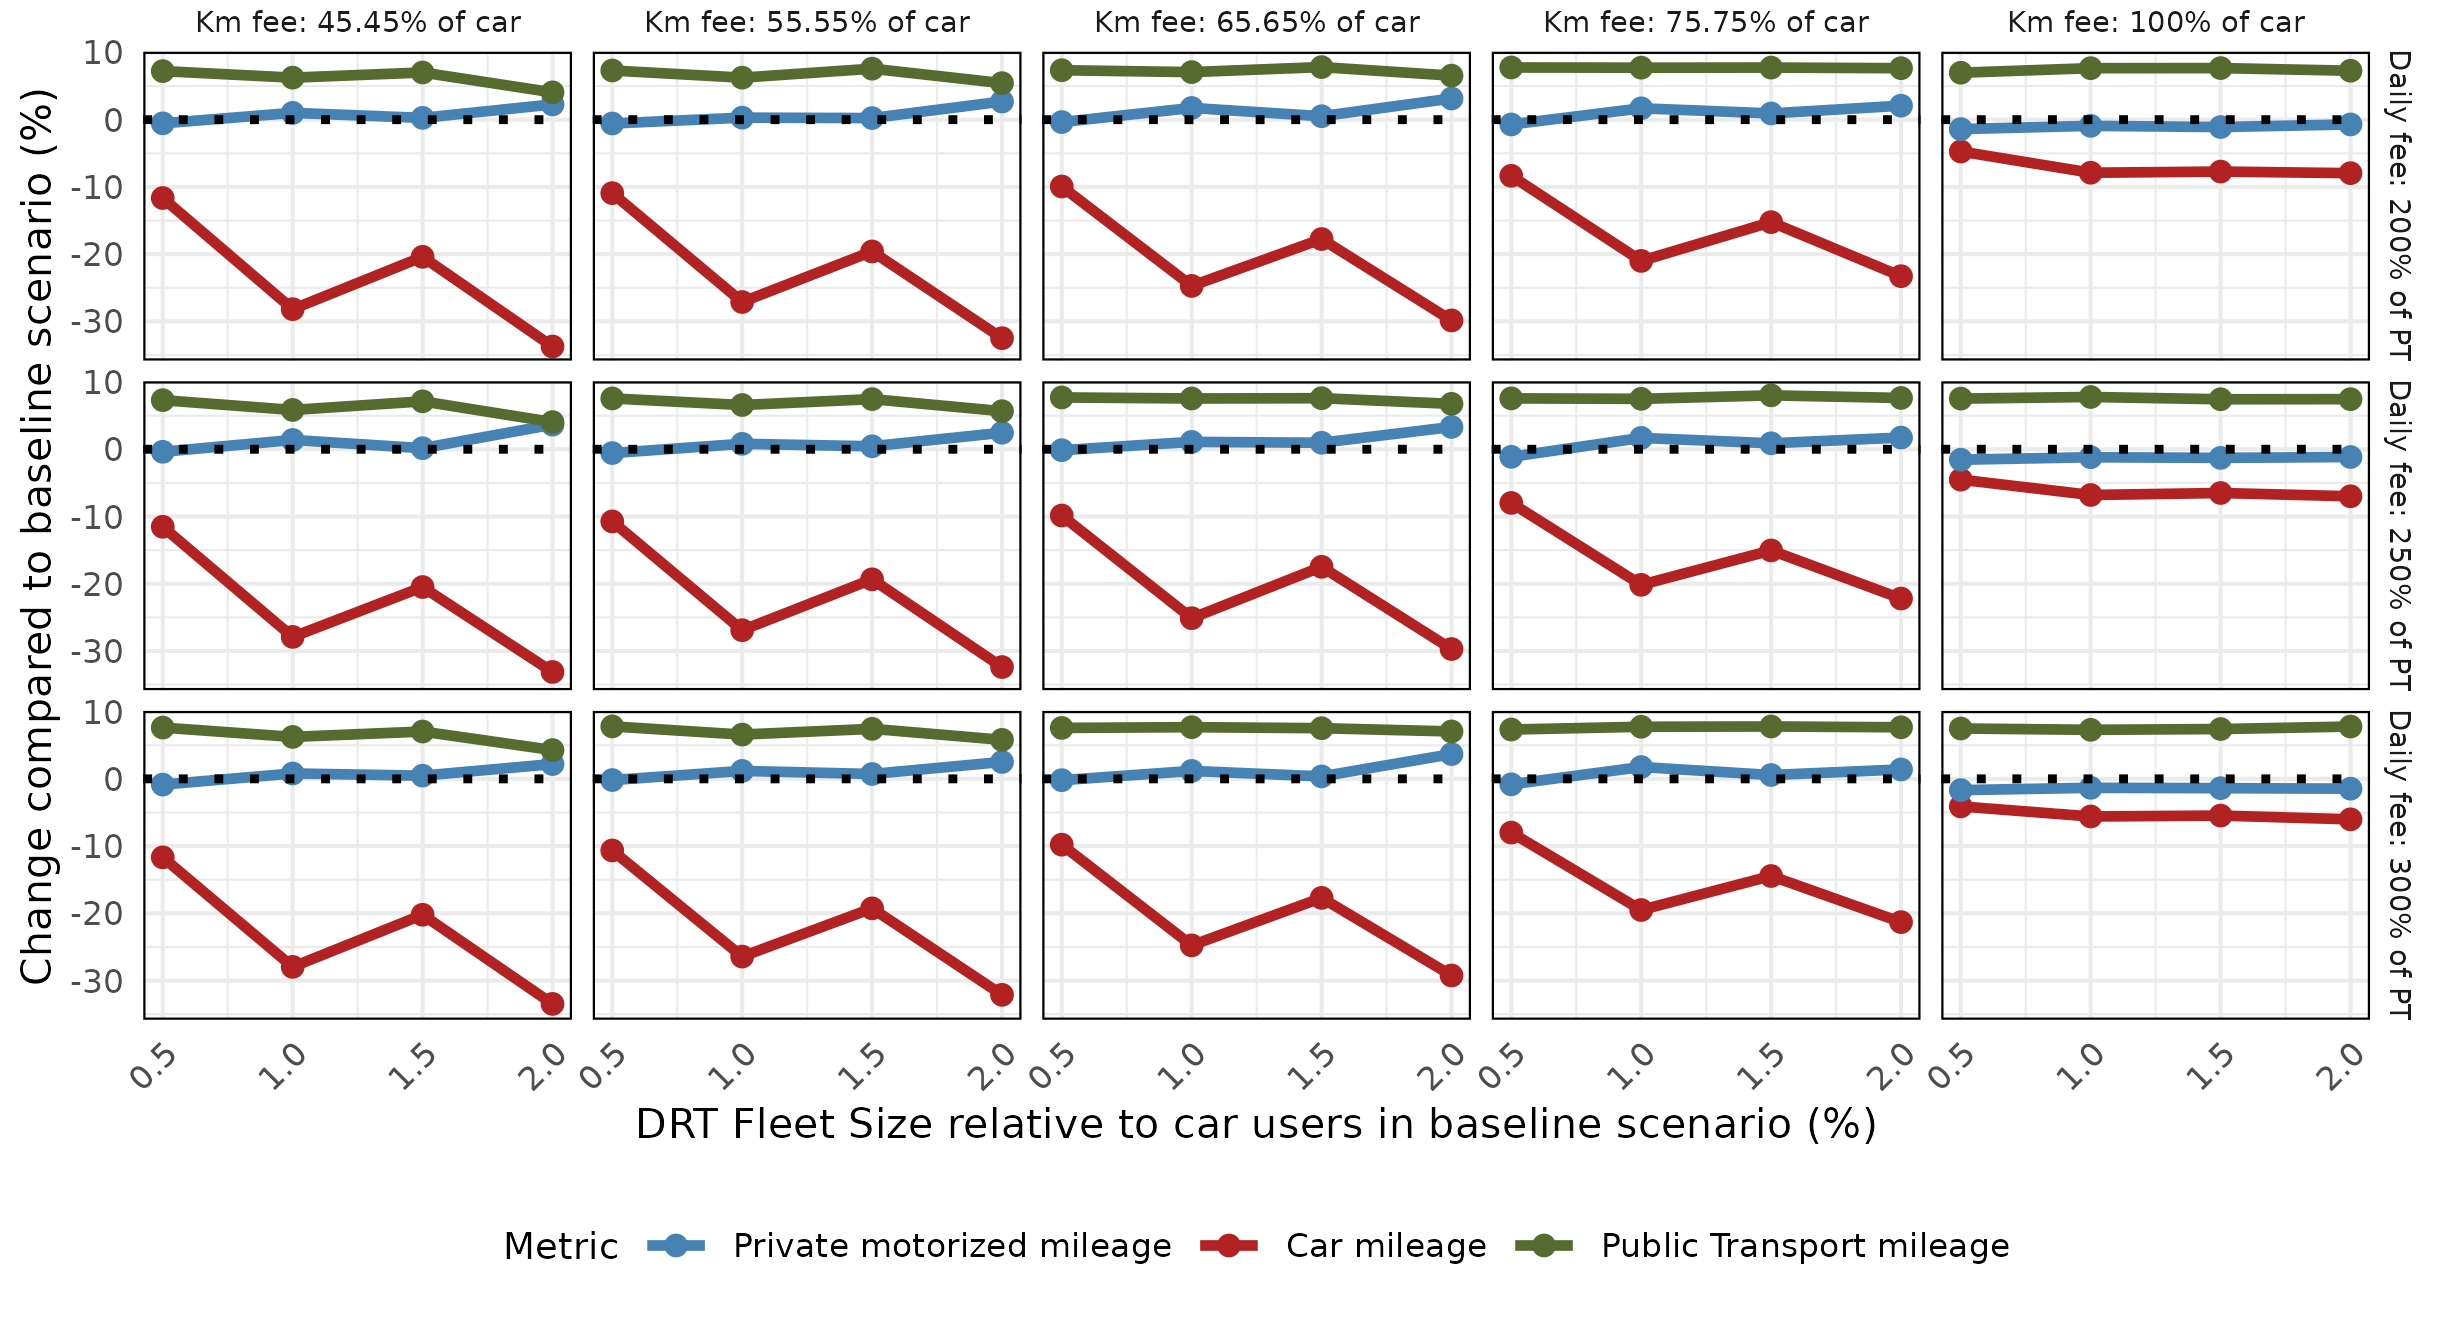 Km fee: 45.45% of car
Km fee: 55.55% of car
Km fee: 65.65% of car
Km fee: 75.75% of car
Km fee: 100% of car
Change compared to baseline scenario (%)
10
0
-10
-20
-30
Daily fee: 200% of PT
10
0
-10
-20
-30
Daily fee: 250% of PT
10
0
-10
-20
-30
Daily fee: 300% of PT
0.5 1.0 1.5 2.0 0.5 1.0 1.5 2.0 0.5 1.0 1.5 2.0 0.5 1.0 1.5 2.0 0.5 1.0 1.5 2.0
DRT Fleet Size relative to car users in baseline scenario (%)
Metric Private motorized mileage Car mileage Public Transport mileage